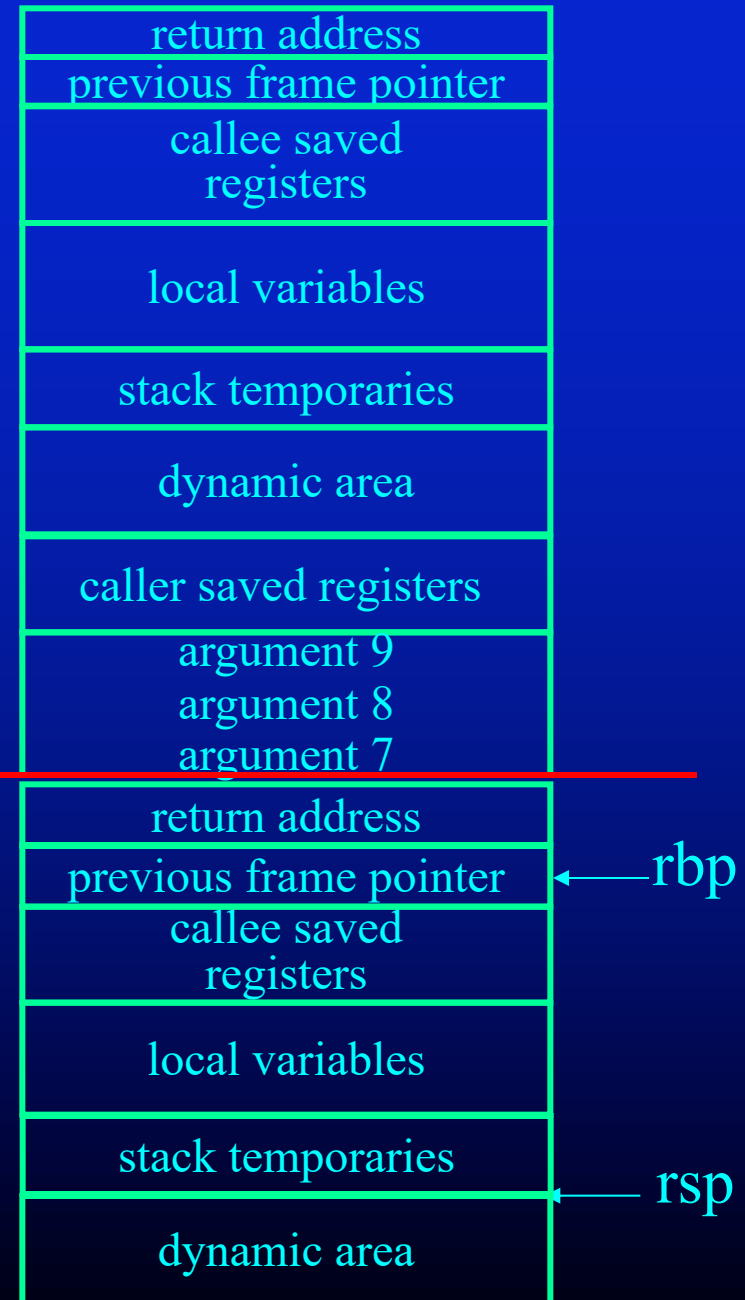 return address
previous frame pointer
callee saved
registers
local variables
stack temporaries
dynamic area
caller saved registers
argument 9
argument 8
argument 7
return address
previous frame pointer
rbp
callee saved
registers
local variables
stack temporaries
rsp
dynamic area